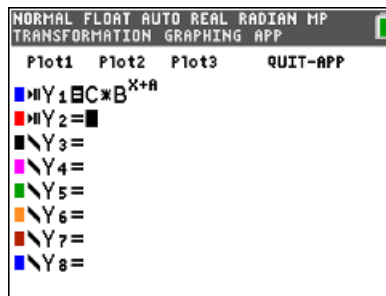 NORMAL FLOAT AUTO REAL RADIAN MP
TRANSFORMATION GRAPHING APP
Plot1 Plot2 Plot3 QUIT-APP
Y₁=C*Bˣ⁺ᴬ
Y₂=
Y₃=
Y₄=
Y₅=
Y₆=
Y₇=
Y₈=